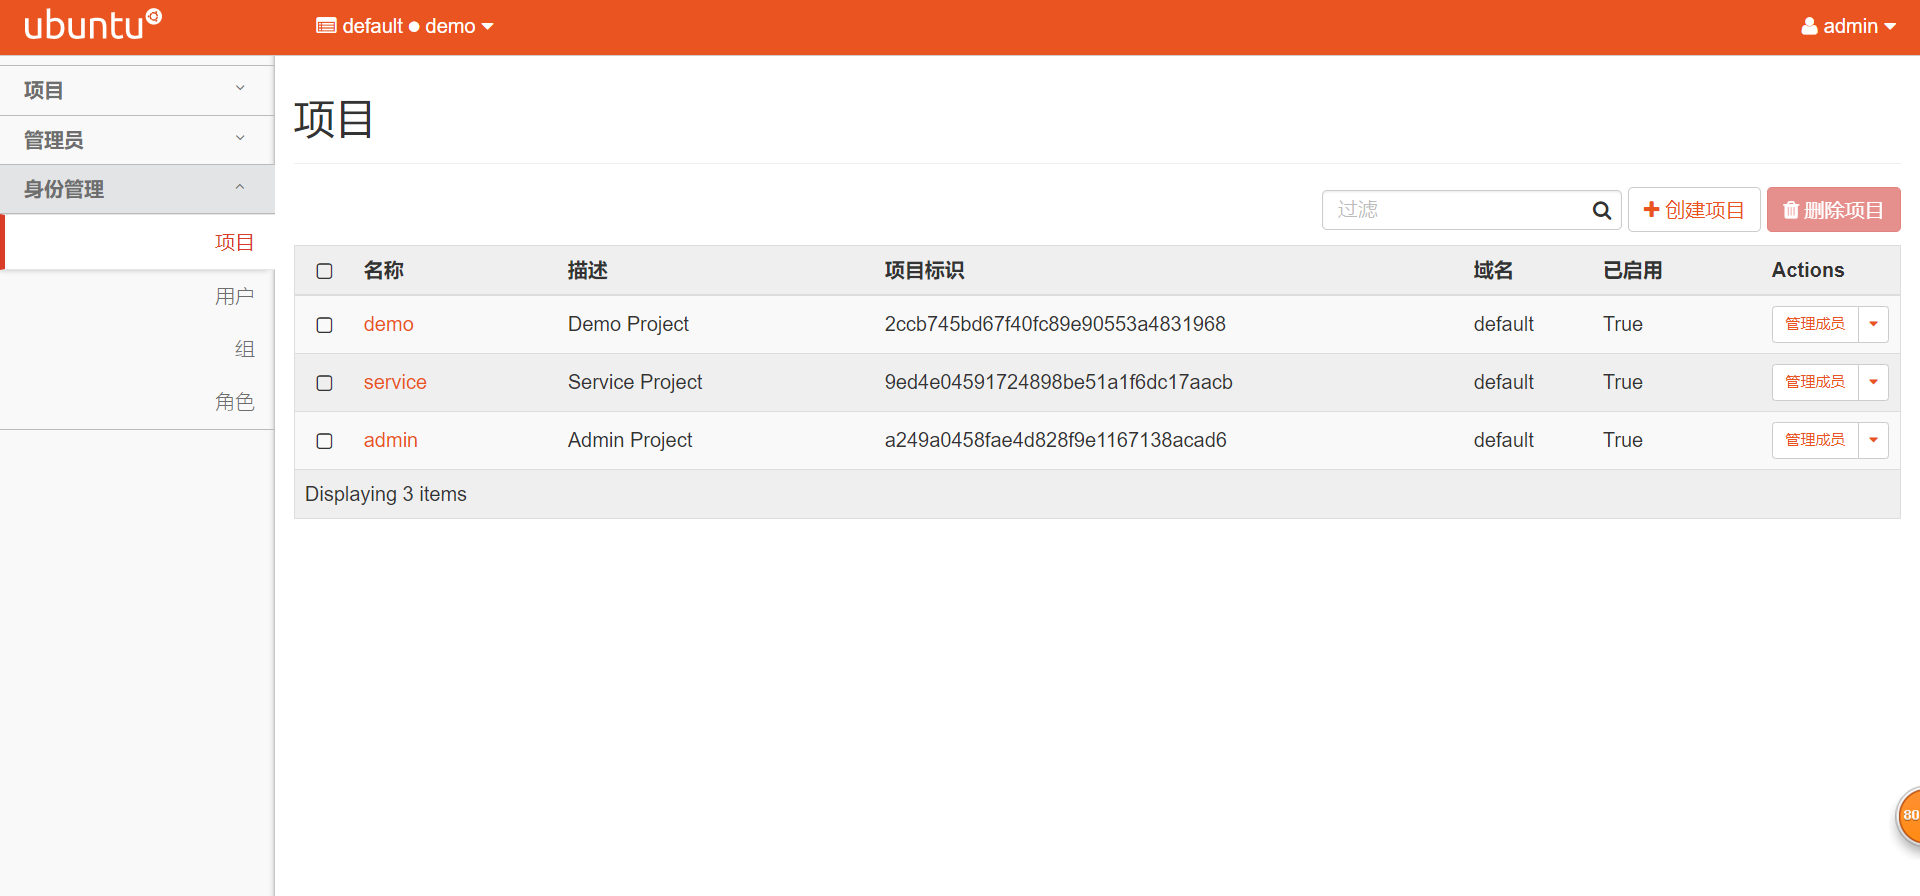 ubuntu
default ● demo
admin
项目
管理员
身份管理
项目
用户
组
角色
项目
过滤
创建项目
删除项目
名称 描述 项目标识 域名 已启用 Actions
demo Demo Project 2ccb745bd67f40fc89e90553a4831968 default True 管理成员
service Service Project 9ed4e04591724898be51a1f6dc17aacb default True 管理成员
admin Admin Project a249a0458fae4d828f9e1167138acad6 default True 管理成员
Displaying 3 items
80